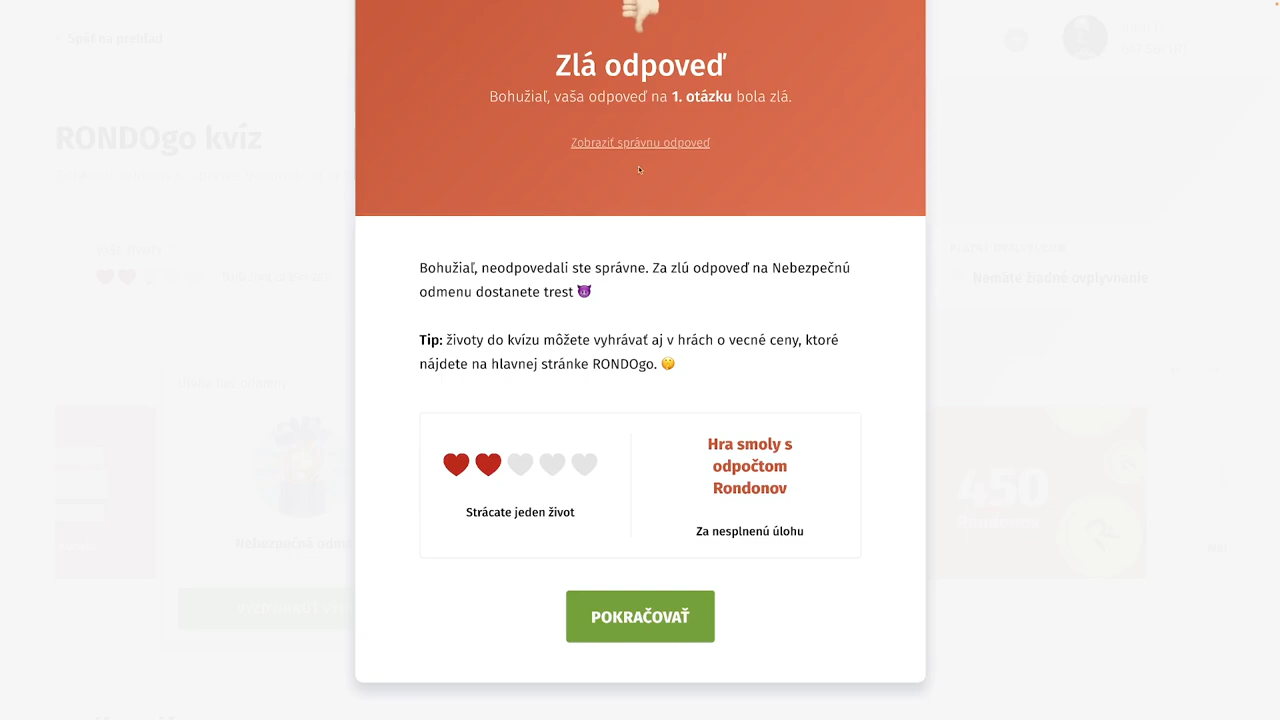 Späť na prehľad
RONDOgo kvíz
Zlá odpoveď
Bohužiaľ, vaša odpoveď na 1. otázku bola zlá.
Zobraziť správnu odpoveď
Bohužiaľ, neodpovedali ste správne. Za zlú odpoveď na Nebezpečnú
odmenu dostanete trest 😈
Tip: životy do kvízu môžete vyhrávať aj v hrách o vecné ceny, ktoré
nájdete na hlavnej stránke RONDOgo. 🤭
Strácate jeden život
Hra smoly s
odpočtom
Rondonov
Za nesplnenú úlohu
POKRAČOVAŤ
Nemáte žiadne ovplyvnenie
450
Rondonov